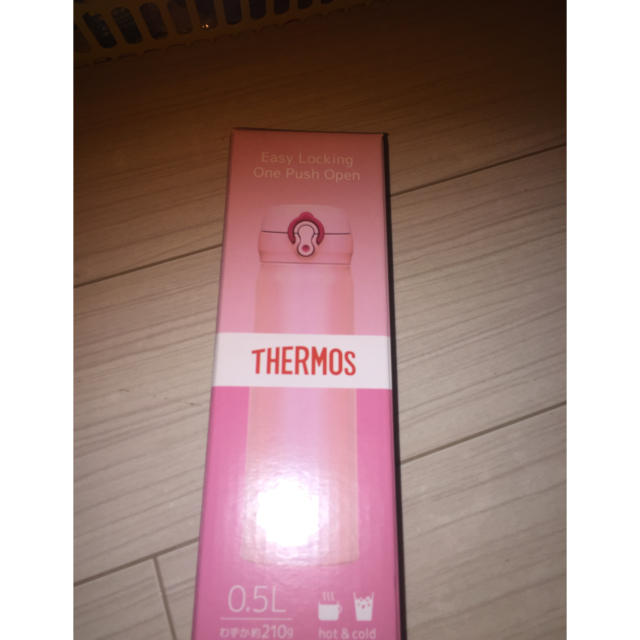 Easy Locking
One Push Open
THERMOS
0.5L
わずか約210g
hot & cold